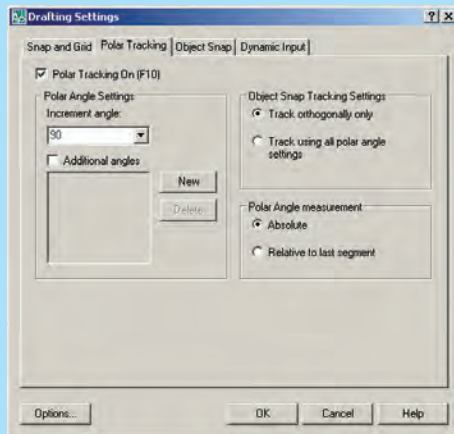 Drafting Settings
Snap and Grid Polar Tracking Object Snap Dynamic Input
Polar Tracking On (F10)
Polar Angle Settings
Increment angle:
90
Additional angles
New
Delete
Object Snap Tracking Settings
Track orthogonally only
Track using all polar angle
settings
Polar Angle measurement
Absolute
Relative to last segment
Options... OK Cancel Help